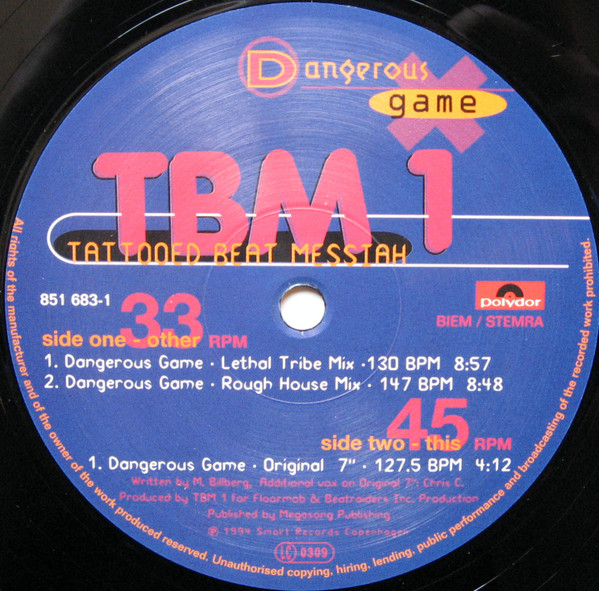 Dangerous
game
TBM 1
TATTOOED BEAT MESSIAH
851 683-1
polydor
BIEM / STEMRA
33
side one - other RPM
1. Dangerous Game · Lethal Tribe Mix · 130 BPM 8:57
2. Dangerous Game · Rough House Mix · 147 BPM 8:48
45
side two - this RPM
1. Dangerous Game · Original 7" · 127.5 BPM 4:12
Written by M. Billberg, Additional vox on Original 7": Chris C.
Produced by TBM 1 for Floormob & Beatraiders Inc. Production
Published by Megasong Publishing
℗ 1994 Smart Records Copenhagen
LC 0309
All rights of the manufacturer and of the owner of the work produced reserved. Unauthorised copying, hiring, lending, public performance and broadcasting of the recorded work prohibited.